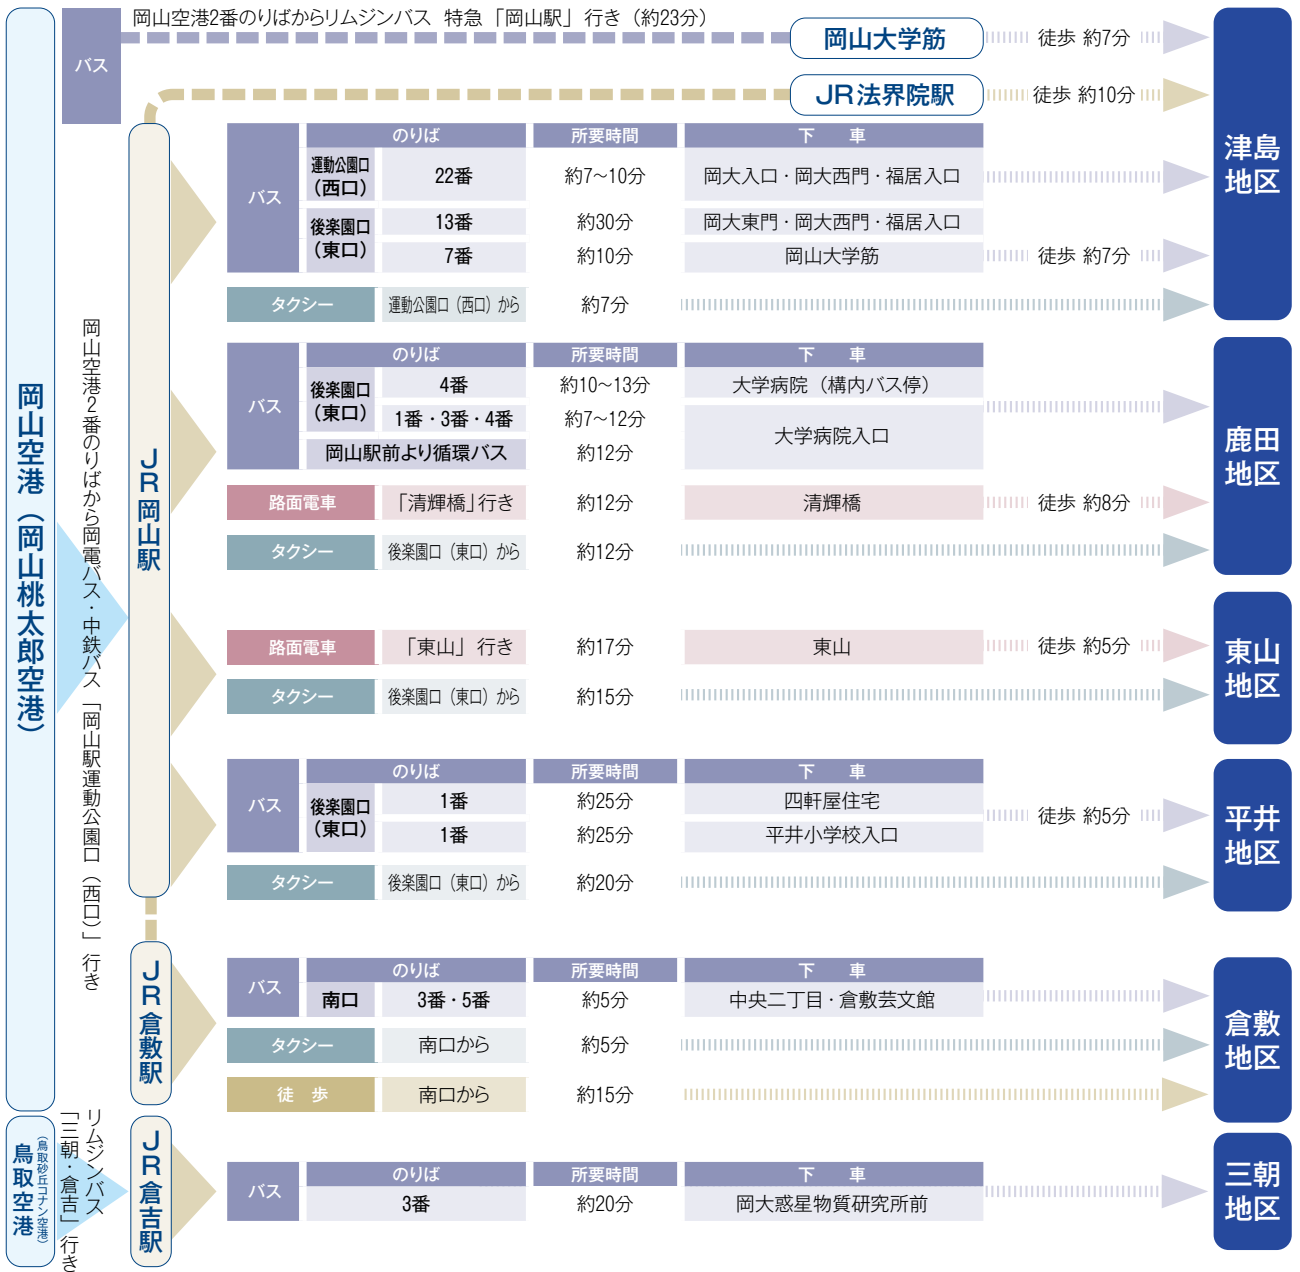 岡山空港2番のりばからリムジンバス 特急「岡山駅」行き（約23分）
バス
岡山大学筋
徒歩 約7分
JR法界院駅
徒歩 約10分
津島
地区
岡山空港（岡山桃太郎空港）
岡山空港2番のりばから岡電バス・中鉄バス「岡山駅運動公園口（西口）」行き
JR岡山駅
のりば 所要時間 下 車
バス
運動公園口
（西口）
22番 約7〜10分 岡大入口・岡大西門・福居入口
後楽園口
（東口）
13番 約30分 岡大東門・岡大西門・福居入口
7番 約10分 岡山大学筋 徒歩 約7分
タクシー 運動公園口（西口）から 約7分
のりば 所要時間 下 車
バス
後楽園口
（東口）
4番 約10〜13分 大学病院（構内バス停）
1番・3番・4番 約7〜12分
大学病院入口
岡山駅前より循環バス 約12分
路面電車 「清輝橋」行き 約12分 清輝橋 徒歩 約8分
タクシー 後楽園口（東口）から 約12分
鹿田
地区
路面電車 「東山」行き 約17分 東山 徒歩 約5分
タクシー 後楽園口（東口）から 約15分
東山
地区
のりば 所要時間 下 車
バス
後楽園口
（東口）
1番 約25分 四軒屋住宅
1番 約25分 平井小学校入口
徒歩 約5分
タクシー 後楽園口（東口）から 約20分
平井
地区
JR倉敷駅
のりば 所要時間 下 車
バス
南口 3番・5番 約5分 中央二丁目・倉敷芸文館
タクシー 南口から 約5分
徒 歩 南口から 約15分
倉敷
地区
鳥取空港
（鳥取砂丘コナン空港）
リムジンバス
「三朝・倉吉」行き
JR倉吉駅
のりば 所要時間 下 車
バス
3番 約20分 岡大惑星物質研究所前
三朝
地区